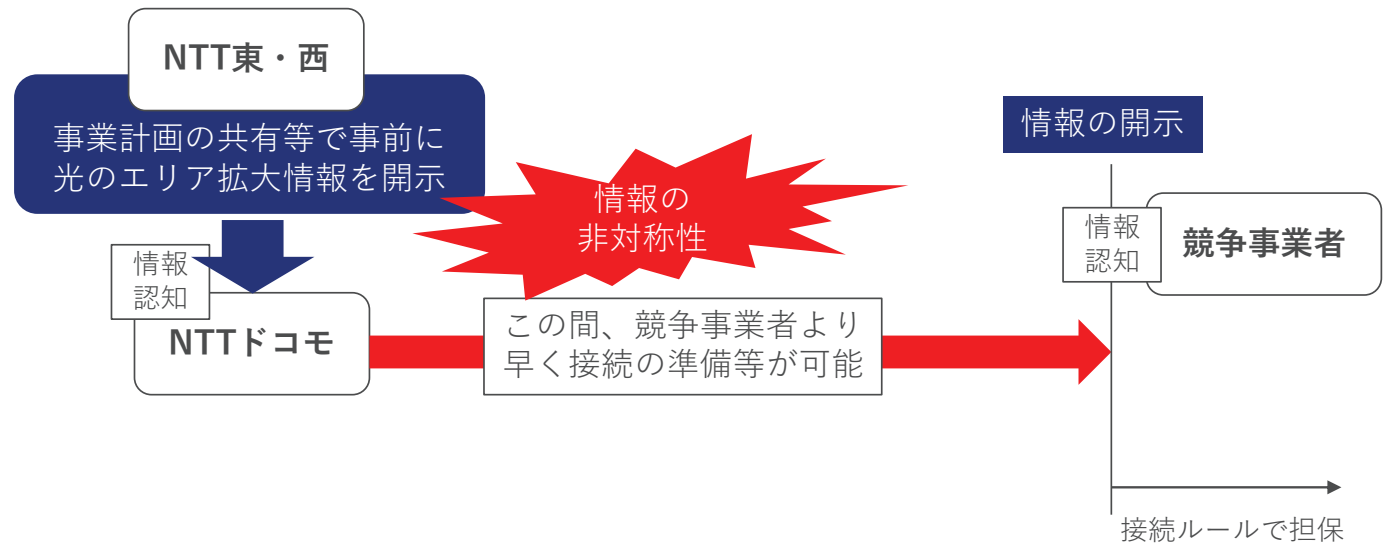 NTT東・西
事業計画の共有等で事前に
光のエリア拡大情報を開示
情報の
非対称性
情報の開示
情報
認知
NTTドコモ
この間、競争事業者より
早く接続の準備等が可能
情報
認知
競争事業者
接続ルールで担保